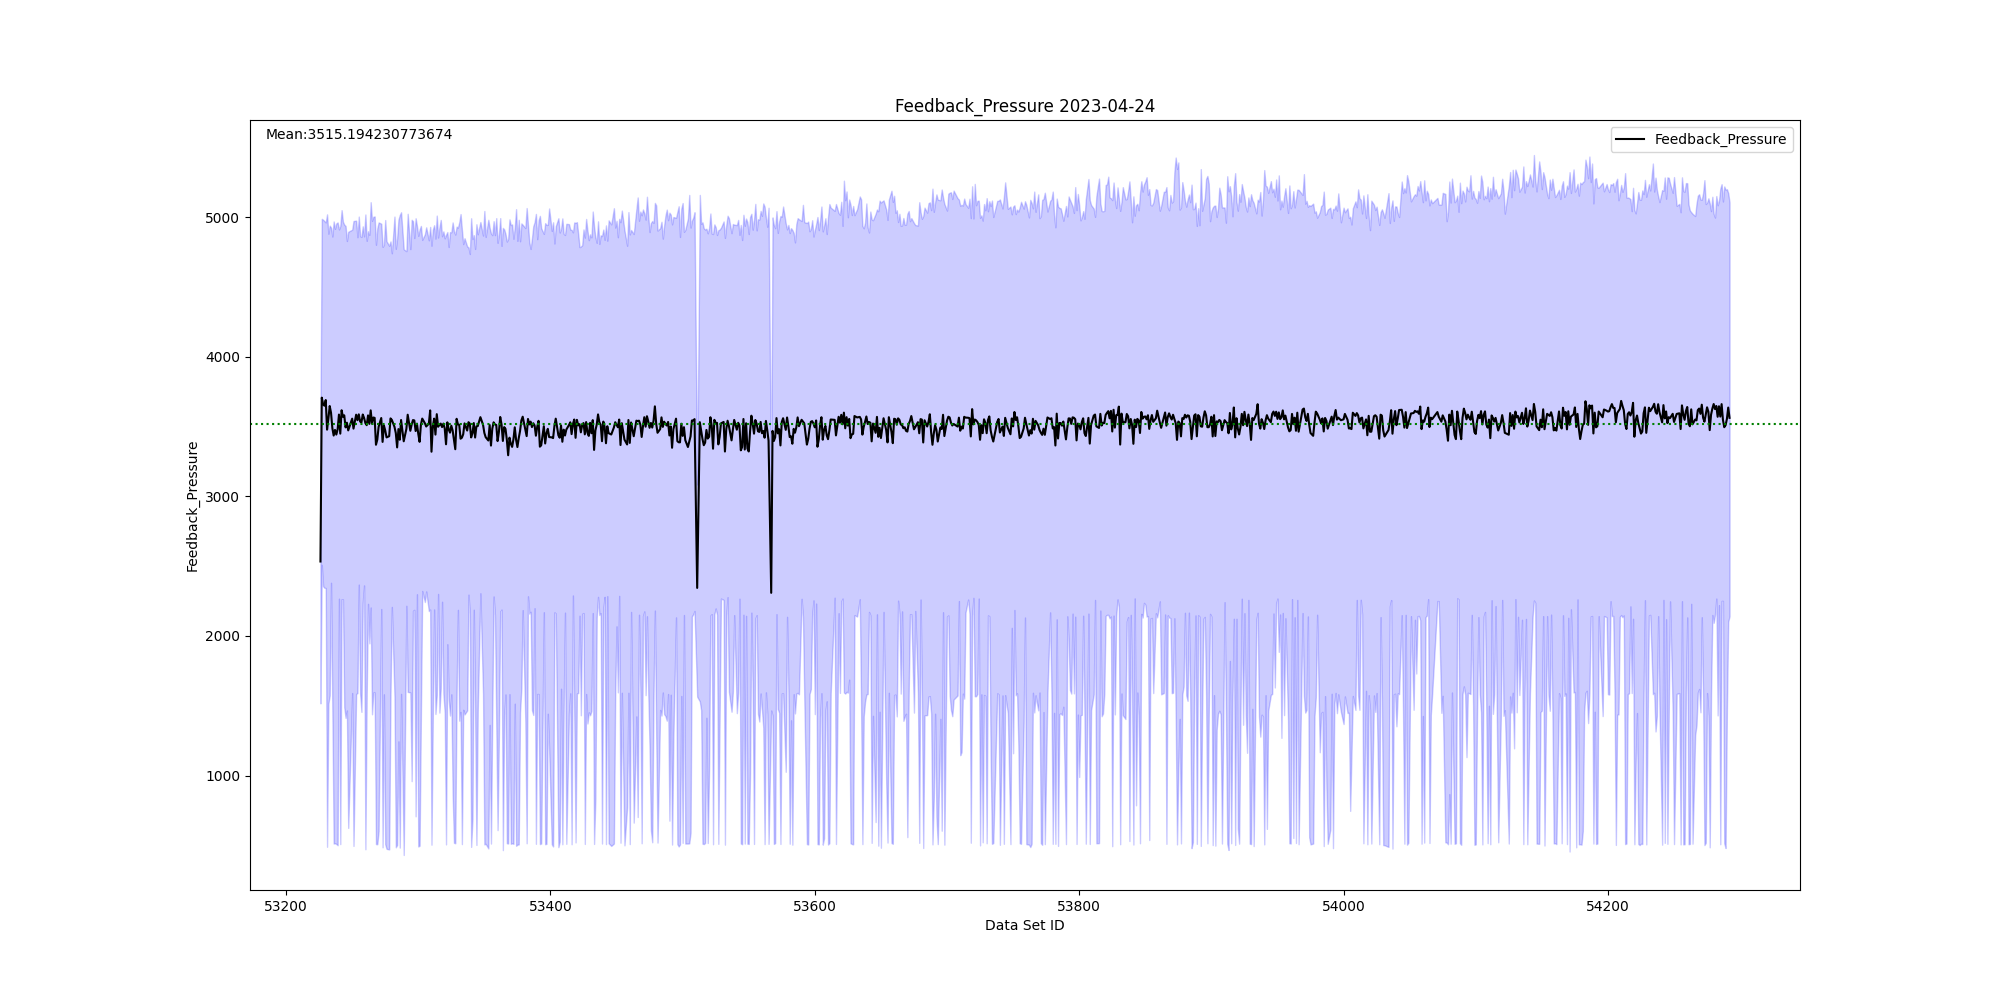 Feedback_Pressure 2023-04-24
Mean:3515.194230773674
Feedback_Pressure
5000
4000
3000
2000
1000
Feedback_Pressure
53200
53400
53600
53800
54000
54200
Data Set ID